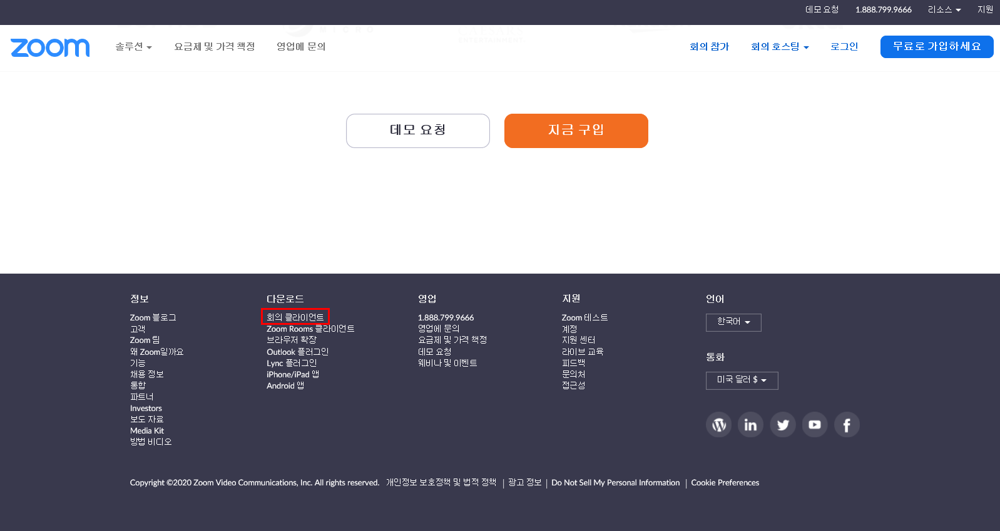 데모 요청 1.888.799.9666 리소스 지원
MICRO CAESARS
ENTERTAINMENT
zoom 솔루션 요금제 및 가격 책정 영업에 문의 회의 참가 회의 호스팅 로그인 무료로 가입하세요
데모 요청 지금 구입
정보
Zoom 블로그
고객
Zoom 팀
왜 Zoom일까요
기능
채용 정보
통합
파트너
Investors
보도 자료
Media Kit
방법 비디오
다운로드
회의 클라이언트
Zoom Rooms 클라이언트
브라우저 확장
Outlook 플러그인
Lync 플러그인
iPhone/iPad 앱
Android 앱
영업
1.888.799.9666
영업에 문의
요금제 및 가격 책정
데모 요청
웨비나 및 이벤트
지원
Zoom 테스트
계정
지원 센터
라이브 교육
피드백
문의처
접근성
언어
한국어
통화
미국 달러 $
Copyright ©2020 Zoom Video Communications, Inc. All rights reserved. 개인정보 보호정책 및 법적 정책 | 광고 정보 | Do Not Sell My Personal Information | Cookie Preferences